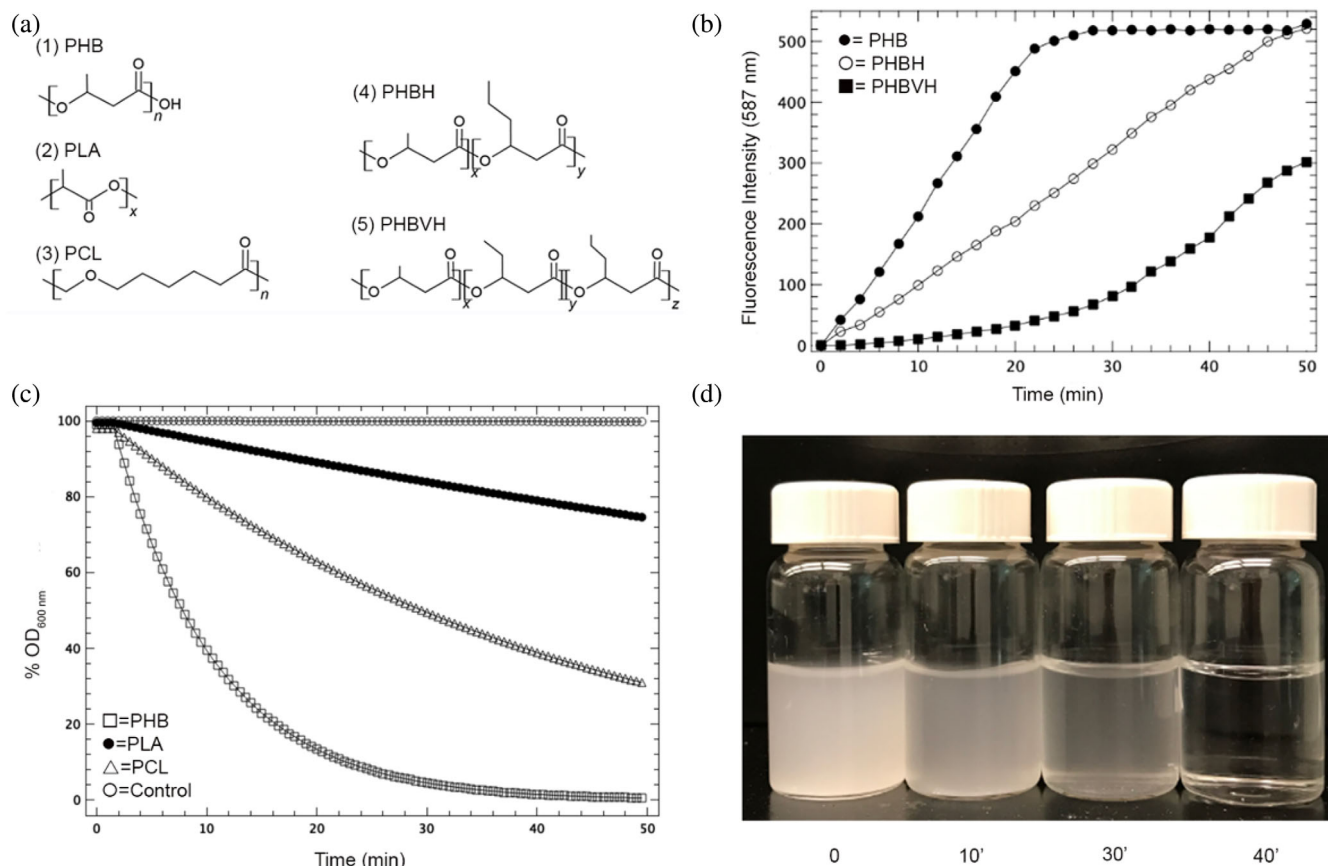 (a)
(1) PHB
O
O
OH
n
(2) PLA
O
O
x
(3) PCL
O
O
n
(4) PHBH
O
O
O
O
x
y
(5) PHBVH
O
O
O
O
O
O
x
y
z
(b)
Fluorescence Intensity (587 nm)
500
400
300
200
100
0
= PHB
= PHBH
= PHBVH
0 10 20 30 40 50
Time (min)
(c)
% OD600 nm
100
80
60
40
20
0
=PHB
=PLA
=PCL
=Control
0 10 20 30 40 50
Time (min)
(d)
0 10' 30' 40'